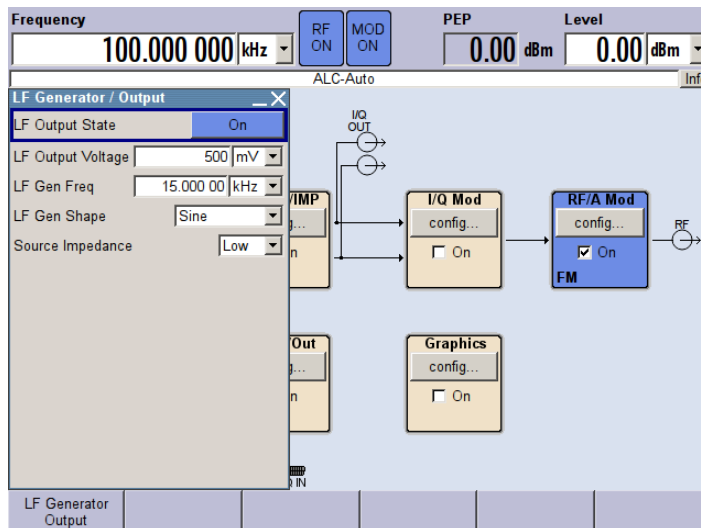 Frequency
100.000 000 kHz
RF ON
MOD ON
PEP
0.00 dBm
Level
0.00 dBm
ALC-Auto
Inf
LF Generator / Output
LF Output State On
LF Output Voltage 500 mV
LF Gen Freq 15.000 00 kHz
LF Gen Shape Sine
Source Impedance Low
I/Q
OUT
/IMP
g...
n
I/Q Mod
config...
On
RF/A Mod
config...
On
FM
RF
/Out
g...
n
Graphics
config...
On
Q IN
LF Generator
Output